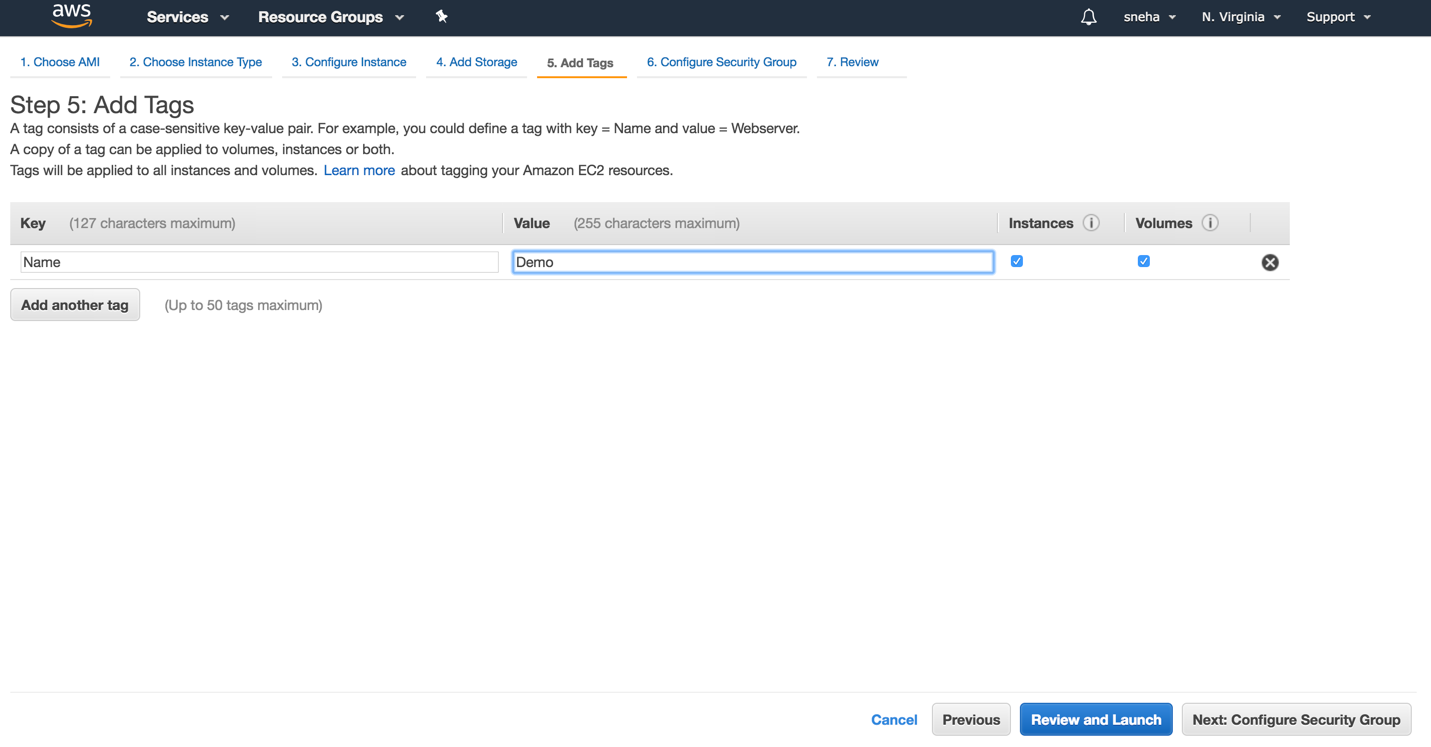 aws Services Resource Groups sneha N. Virginia Support
1. Choose AMI 2. Choose Instance Type 3. Configure Instance 4. Add Storage 5. Add Tags 6. Configure Security Group 7. Review
Step 5: Add Tags
A tag consists of a case-sensitive key-value pair. For example, you could define a tag with key = Name and value = Webserver.
A copy of a tag can be applied to volumes, instances or both.
Tags will be applied to all instances and volumes. Learn more about tagging your Amazon EC2 resources.
Key (127 characters maximum) Value (255 characters maximum) Instances i Volumes i
Name Demo
Add another tag (Up to 50 tags maximum)
Cancel Previous Review and Launch Next: Configure Security Group